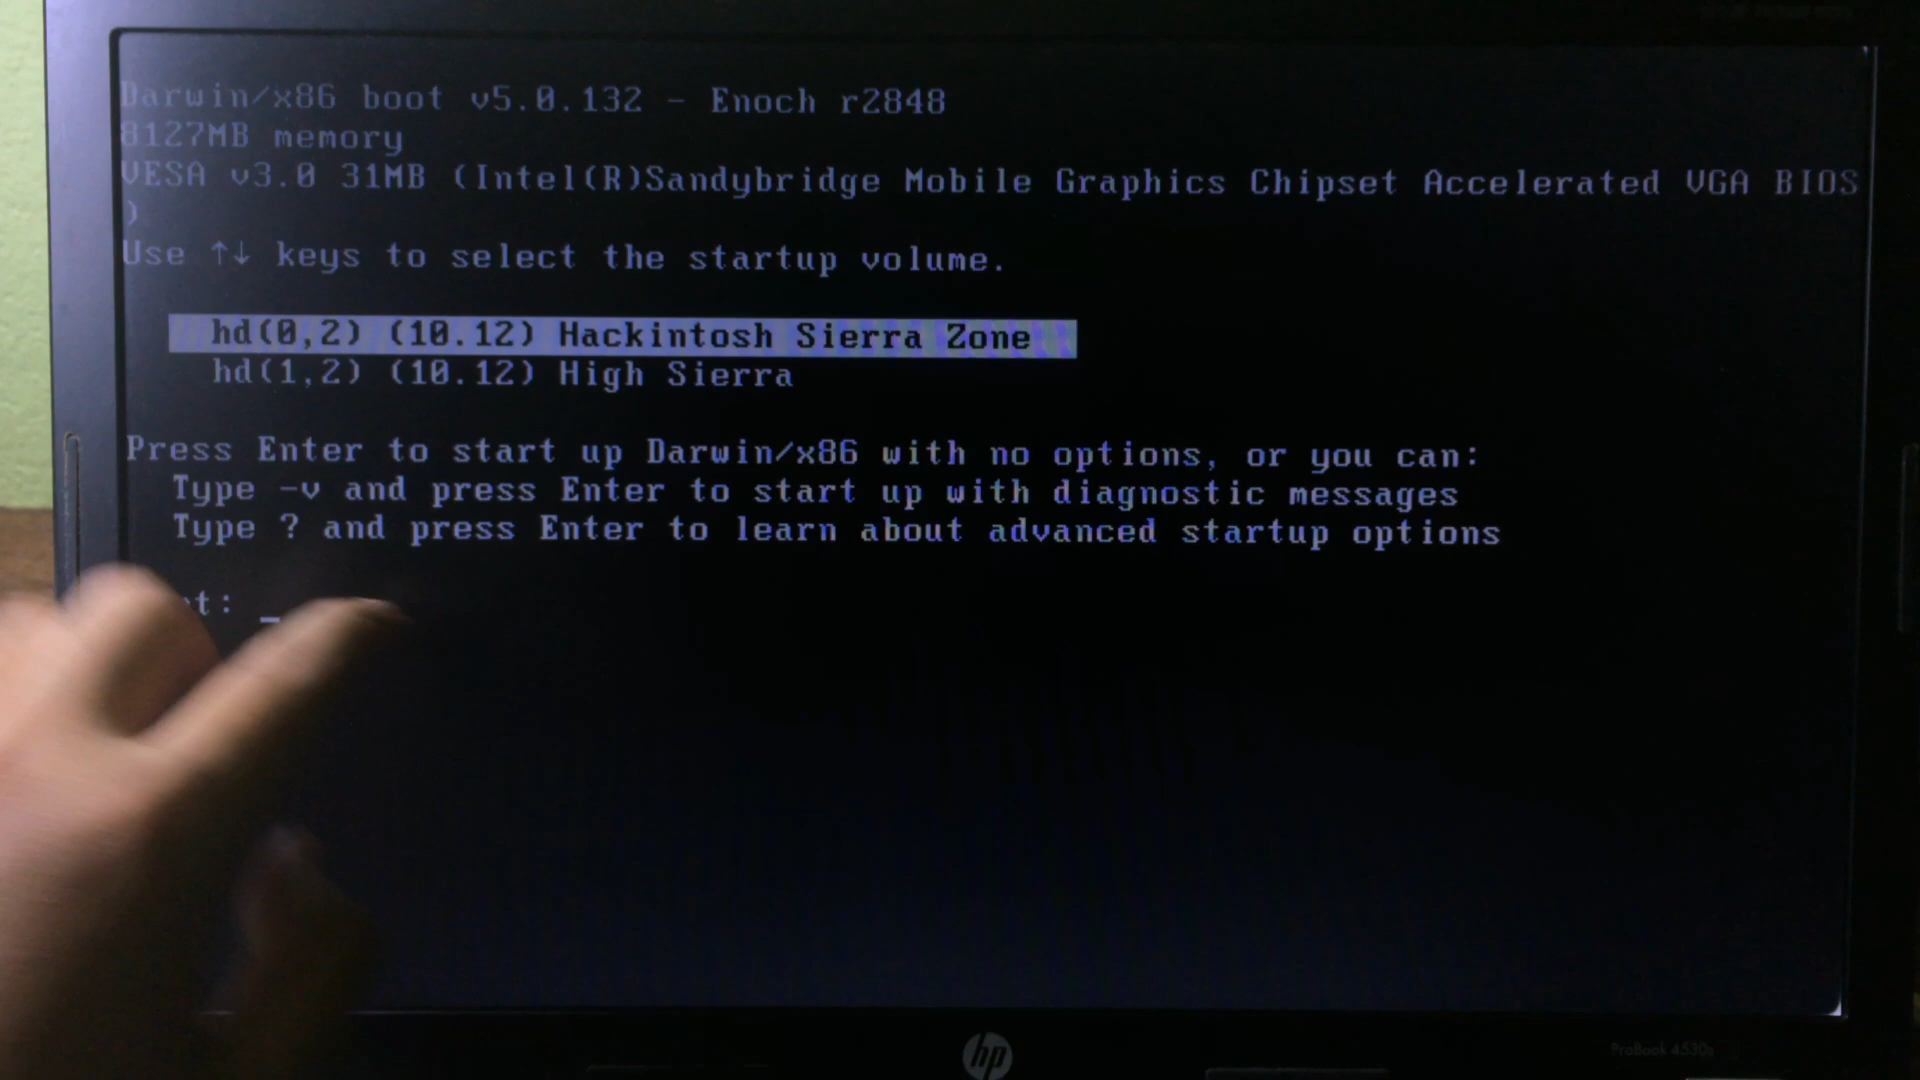 Darwin/x86 boot v5.0.132 - Enoch r2848
8127MB memory
VESA v3.0 31MB (Intel(R)Sandybridge Mobile Graphics Chipset Accelerated VGA BIOS
)
Use ↑↓ keys to select the startup volume.
hd(0,2) (10.12) Hackintosh Sierra Zone
hd(1,2) (10.12) High Sierra
Press Enter to start up Darwin/x86 with no options, or you can:
Type -v and press Enter to start up with diagnostic messages
Type ? and press Enter to learn about advanced startup options
t: _
hp
ProBook 4530s